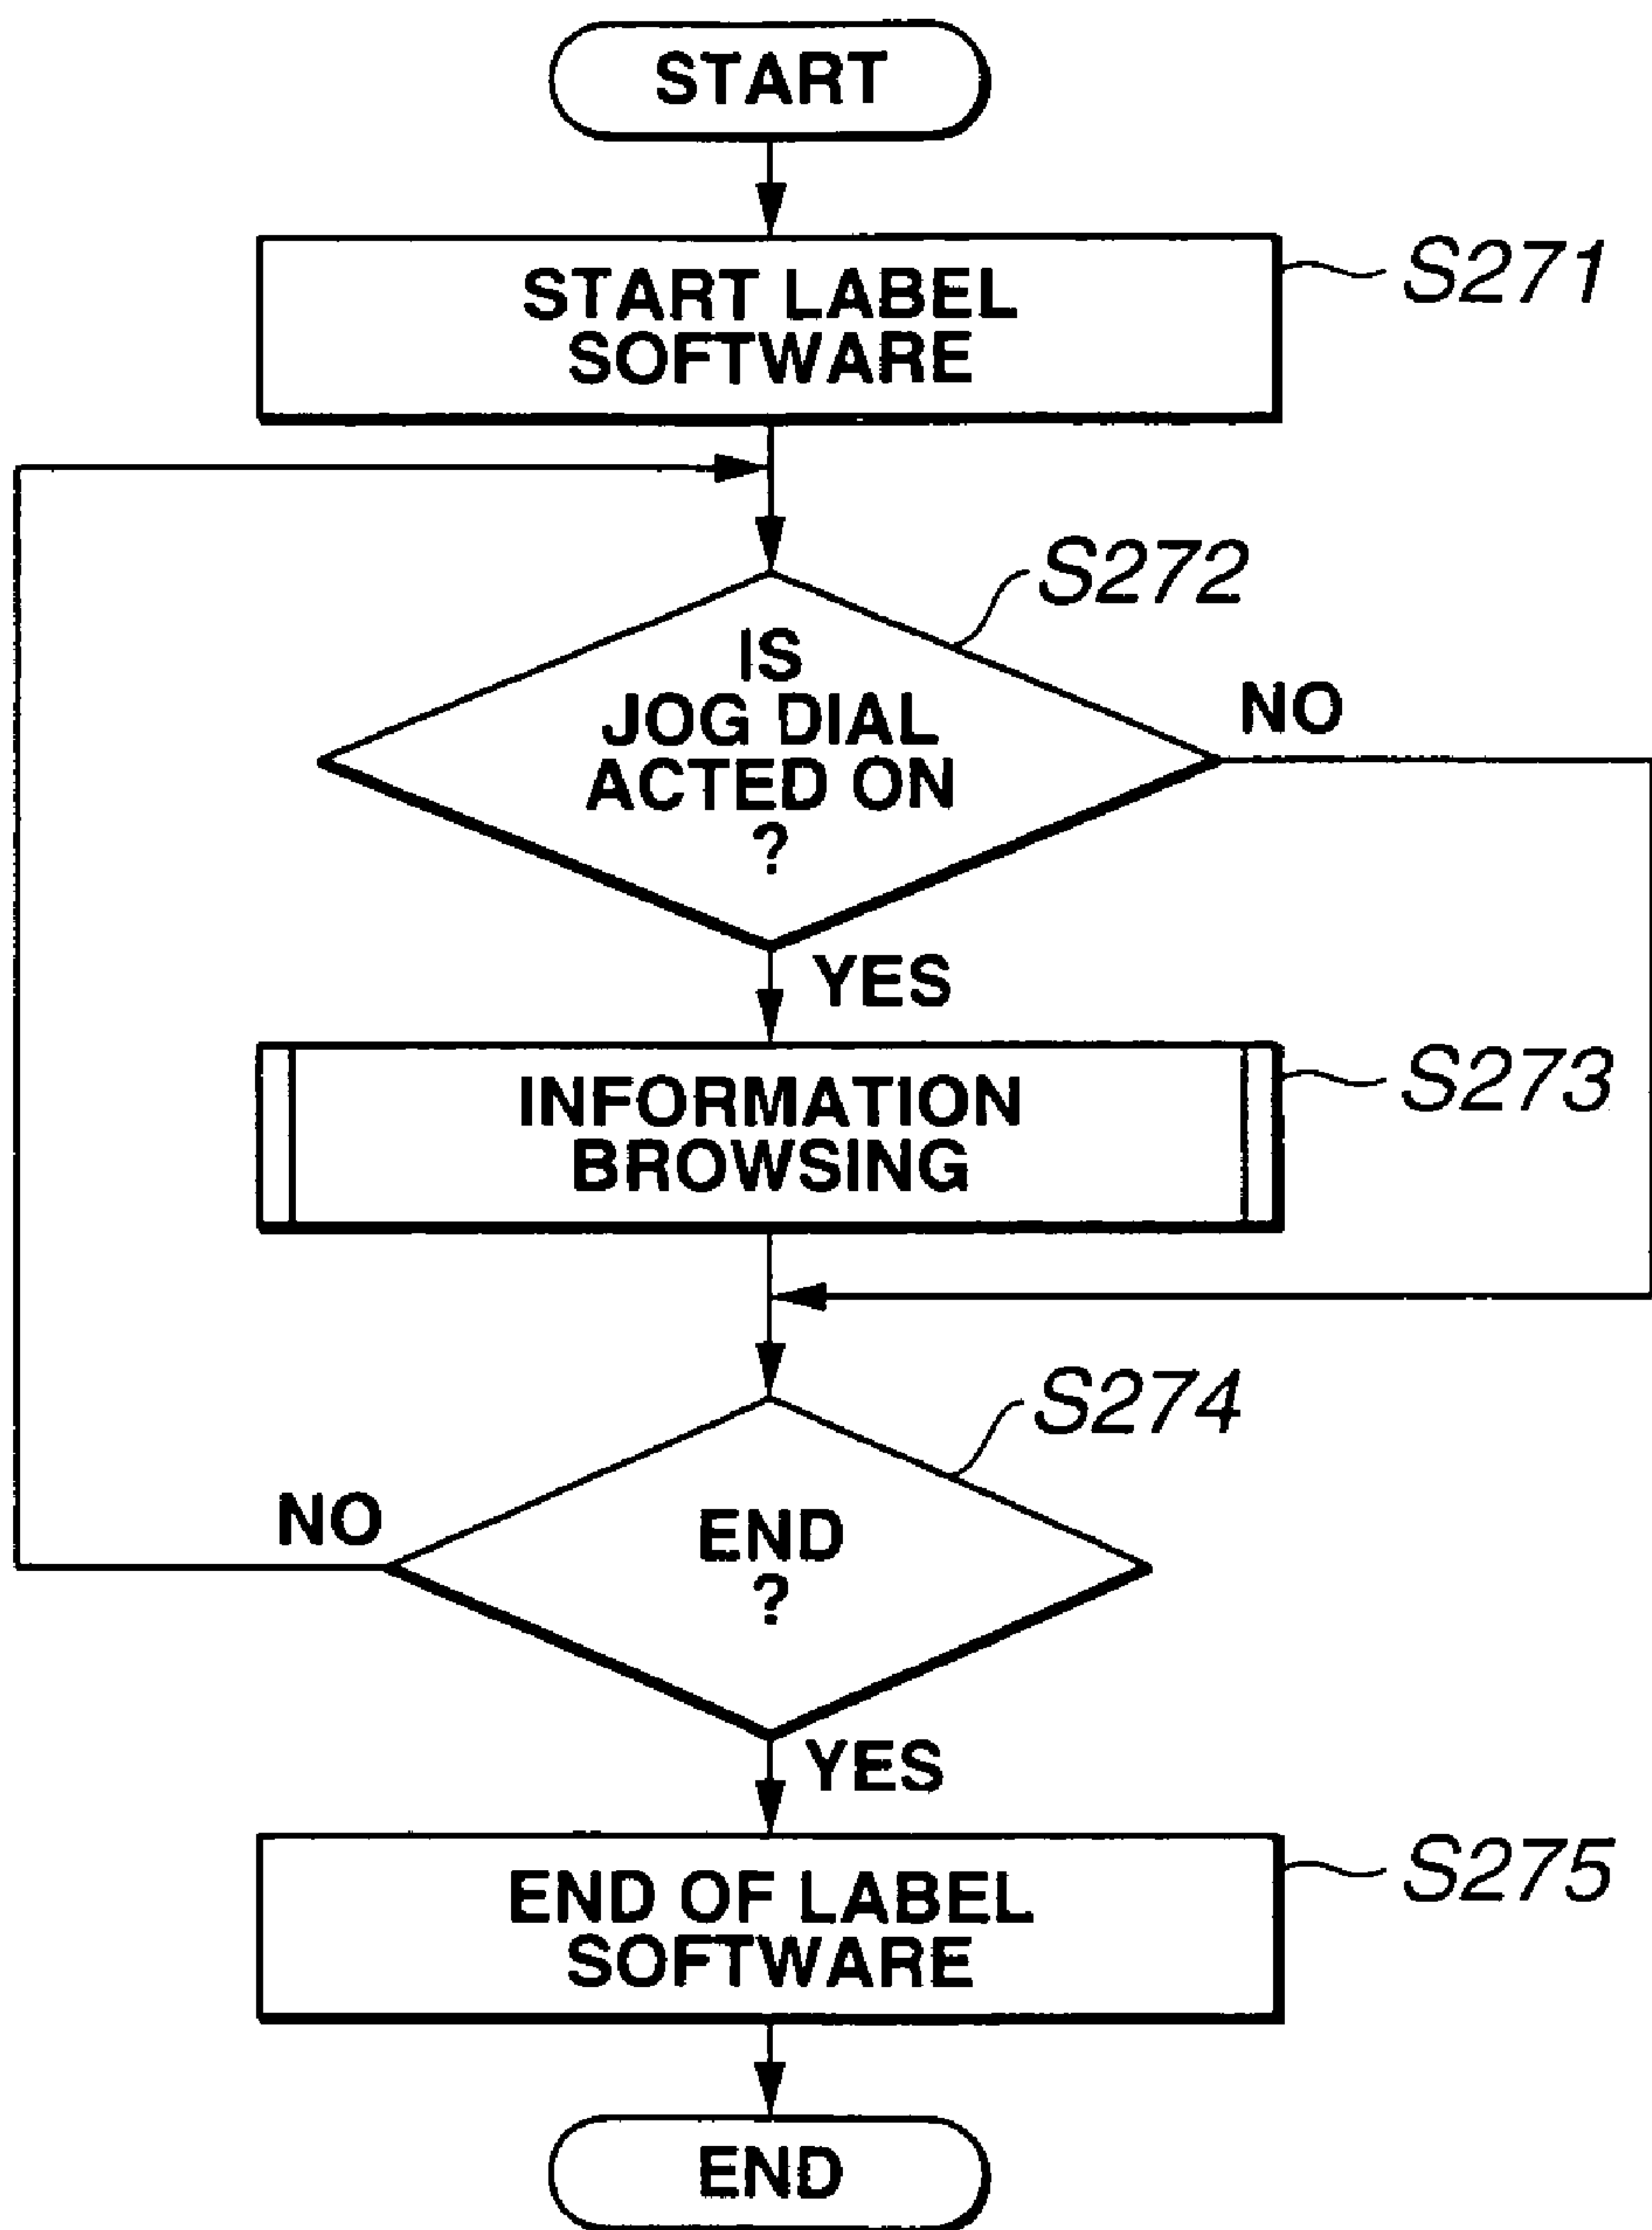 START
START LABEL
SOFTWARE
S271
S272
IS
JOG DIAL
ACTED ON
?
NO
YES
INFORMATION
BROWSING
S273
S274
END
?
NO
YES
END OF LABEL
SOFTWARE
S275
END